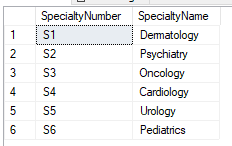 SpecialtyNumber SpecialtyName
1 S1 Dermatology
2 S2 Psychiatry
3 S3 Oncology
4 S4 Cardiology
5 S5 Urology
6 S6 Pediatrics